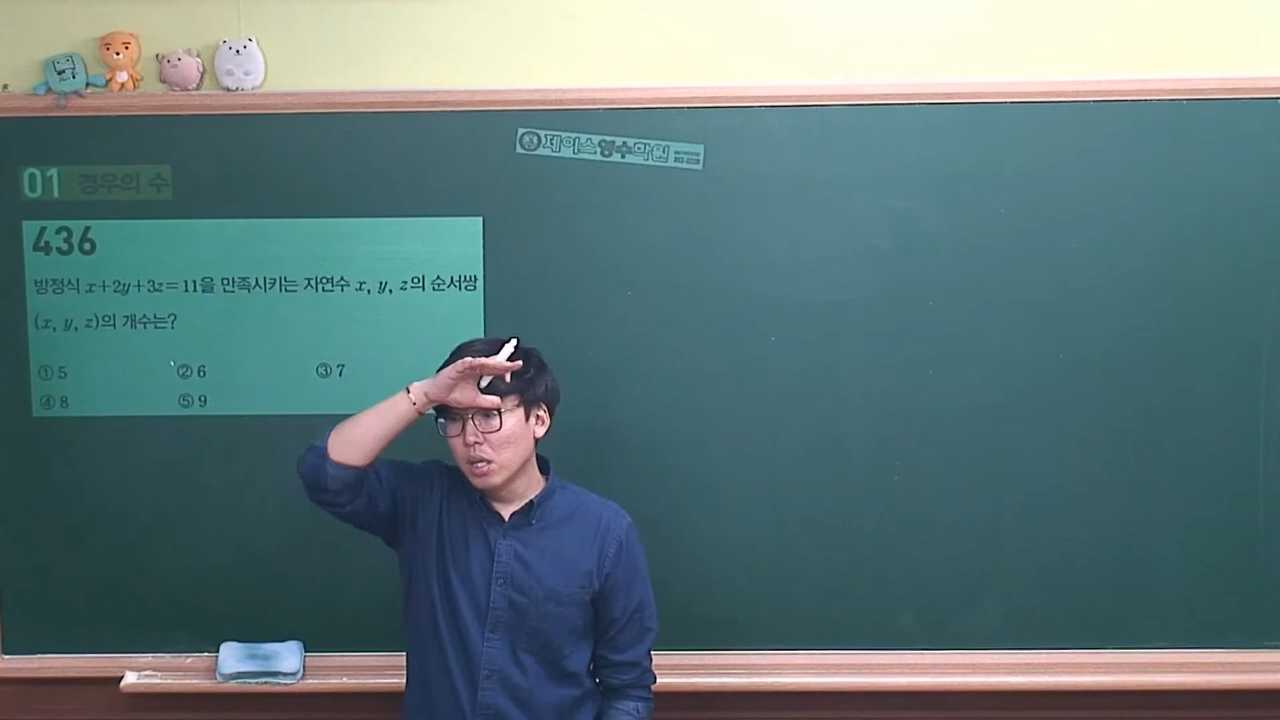 제이스영수학원
01 경우의 수
436
방정식 x+2y+3z=11을 만족시키는 자연수 x, y, z의 순서쌍
(x, y, z)의 개수는?
① 5 ② 6 ③ 7
④ 8 ⑤ 9